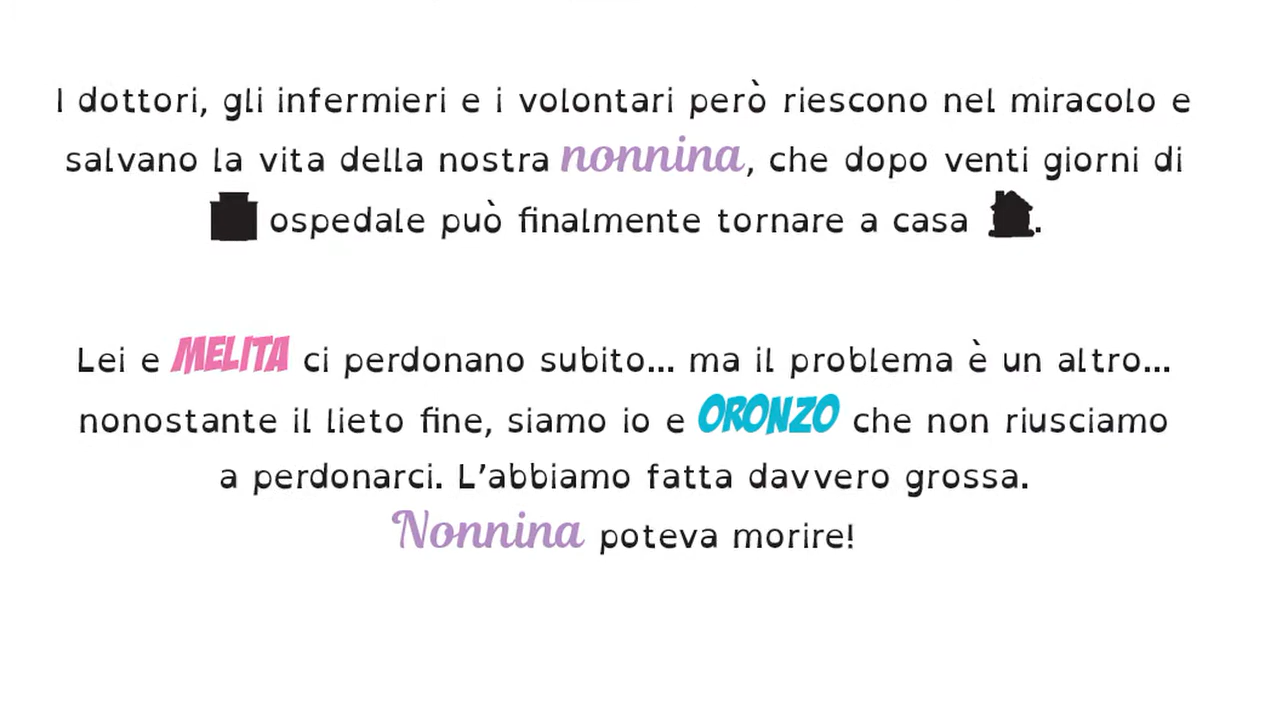 I dottori, gli infermieri e i volontari però riescono nel miracolo e
salvano la vita della nostra nonnina, che dopo venti giorni di
ospedale può finalmente tornare a casa .
Lei e MELITA ci perdonano subito... ma il problema è un altro...
nonostante il lieto fine, siamo io e ORONZO che non riusciamo
a perdonarci. L’abbiamo fatta davvero grossa.
Nonnina poteva morire!